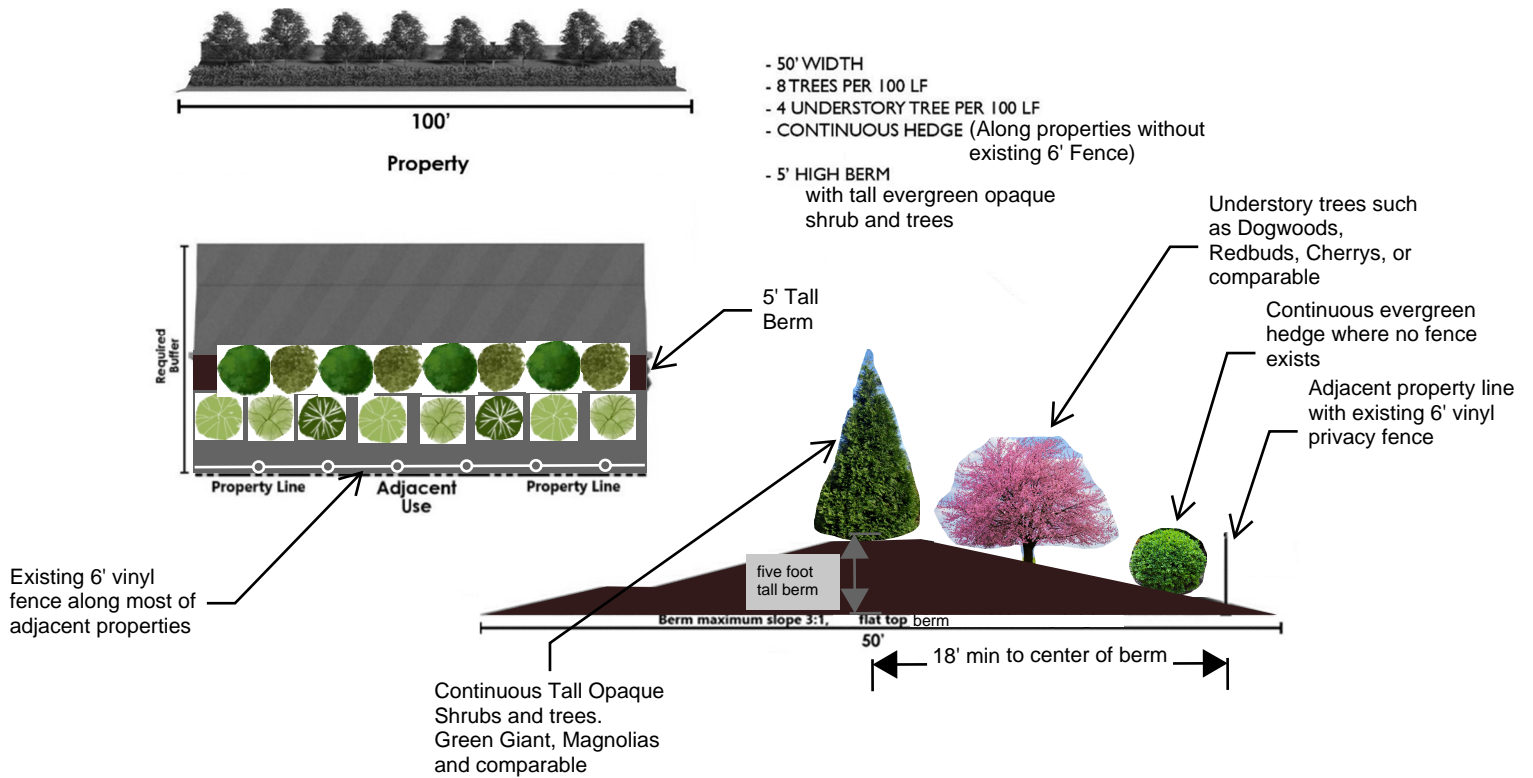 100'
Property
- 50' WIDTH
- 8 TREES PER 100 LF
- 4 UNDERSTORY TREE PER 100 LF
- CONTINUOUS HEDGE (Along properties without
existing 6' Fence)
- 5' HIGH BERM
with tall evergreen opaque
shrub and trees
Understory trees such
as Dogwoods,
Redbuds, Cherrys, or
comparable
Continuous evergreen
hedge where no fence
exists
Adjacent property line
with existing 6' vinyl
privacy fence
5' Tall
Berm
Required
Buffer
Property Line
Adjacent
Use
Property Line
Existing 6' vinyl
fence along most of
adjacent properties
five foot
tall berm
Berm maximum slope 3:1, flat top berm
50'
18' min to center of berm
Continuous Tall Opaque
Shrubs and trees.
Green Giant, Magnolias
and comparable